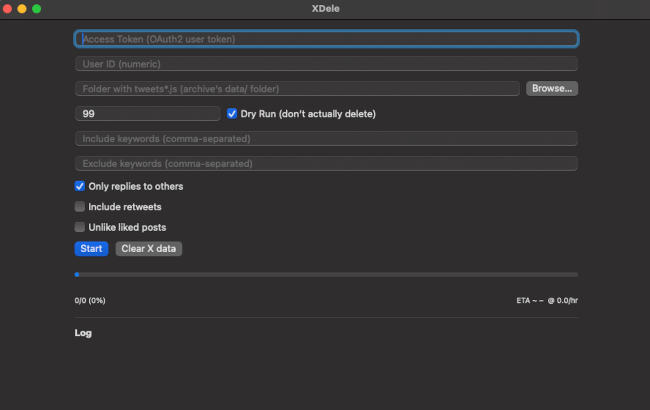 XDele
Access Token (OAuth2 user token)
User ID (numeric)
Folder with tweets*.js (archive's data/ folder)
Browse...
99
Dry Run (don't actually delete)
Include keywords (comma-separated)
Exclude keywords (comma-separated)
Only replies to others
Include retweets
Unlike liked posts
Start Clear X data
0/0 (0%) ETA ~ – @ 0.0/hr
Log